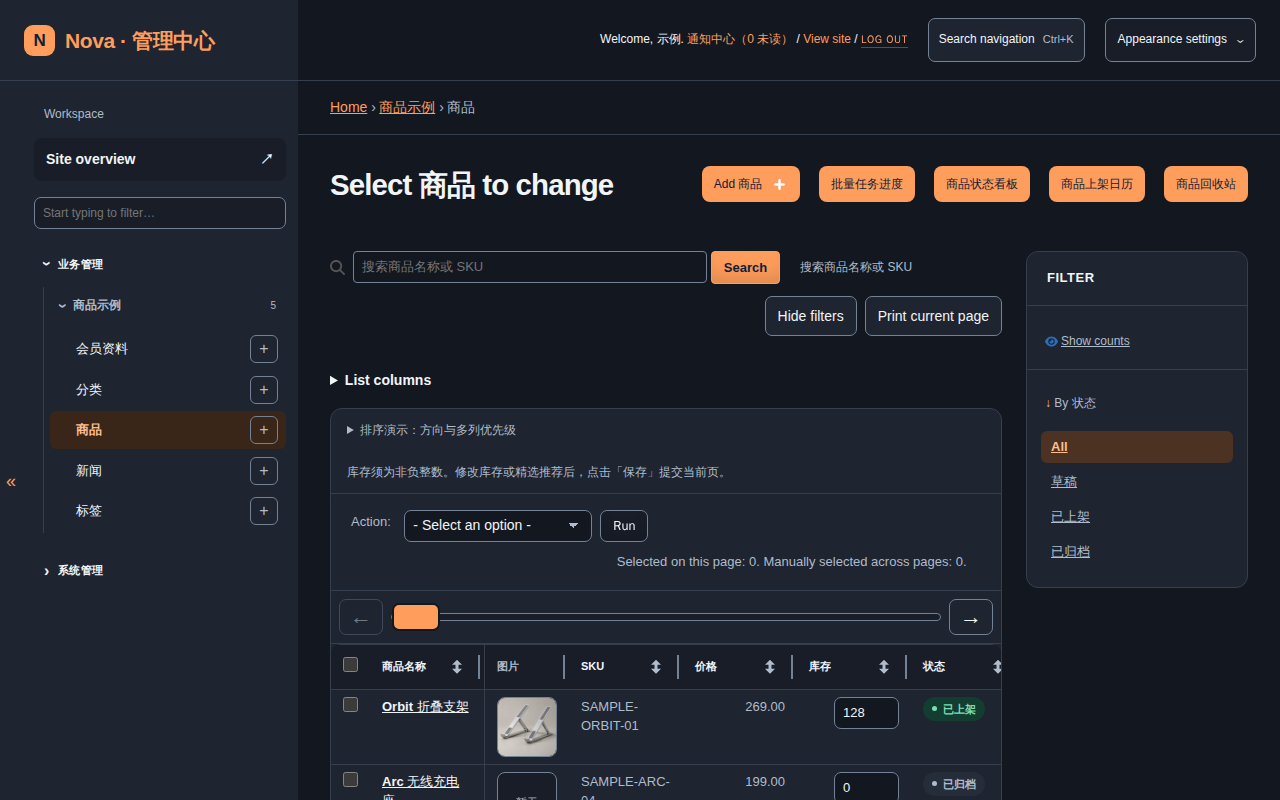 N Nova · 管理中心
Welcome, 示例. 通知中心（0 未读） / View site / LOG OUT
Search navigation Ctrl+K
Appearance settings
Workspace
Site overview
Start typing to filter…
业务管理
商品示例 5
会员资料 +
分类 +
商品 +
新闻 +
标签 +
系统管理
«
Home › 商品示例 › 商品
Select 商品 to change
Add 商品
批量任务进度
商品状态看板
商品上架日历
商品回收站
搜索商品名称或 SKU
Search
搜索商品名称或 SKU
Hide filters
Print current page
List columns
排序演示：方向与多列优先级
库存须为非负整数。修改库存或精选推荐后，点击「保存」提交当前页。
Action: - Select an option - Run
Selected on this page: 0. Manually selected across pages: 0.
← →
商品名称 图片 SKU 价格 库存 状态
Orbit 折叠支架 SAMPLE-ORBIT-01 269.00 128 已上架
Arc 无线充电座 SAMPLE-ARC- 199.00 0 已归档
FILTER
Show counts
↓ By 状态
All
草稿
已上架
已归档